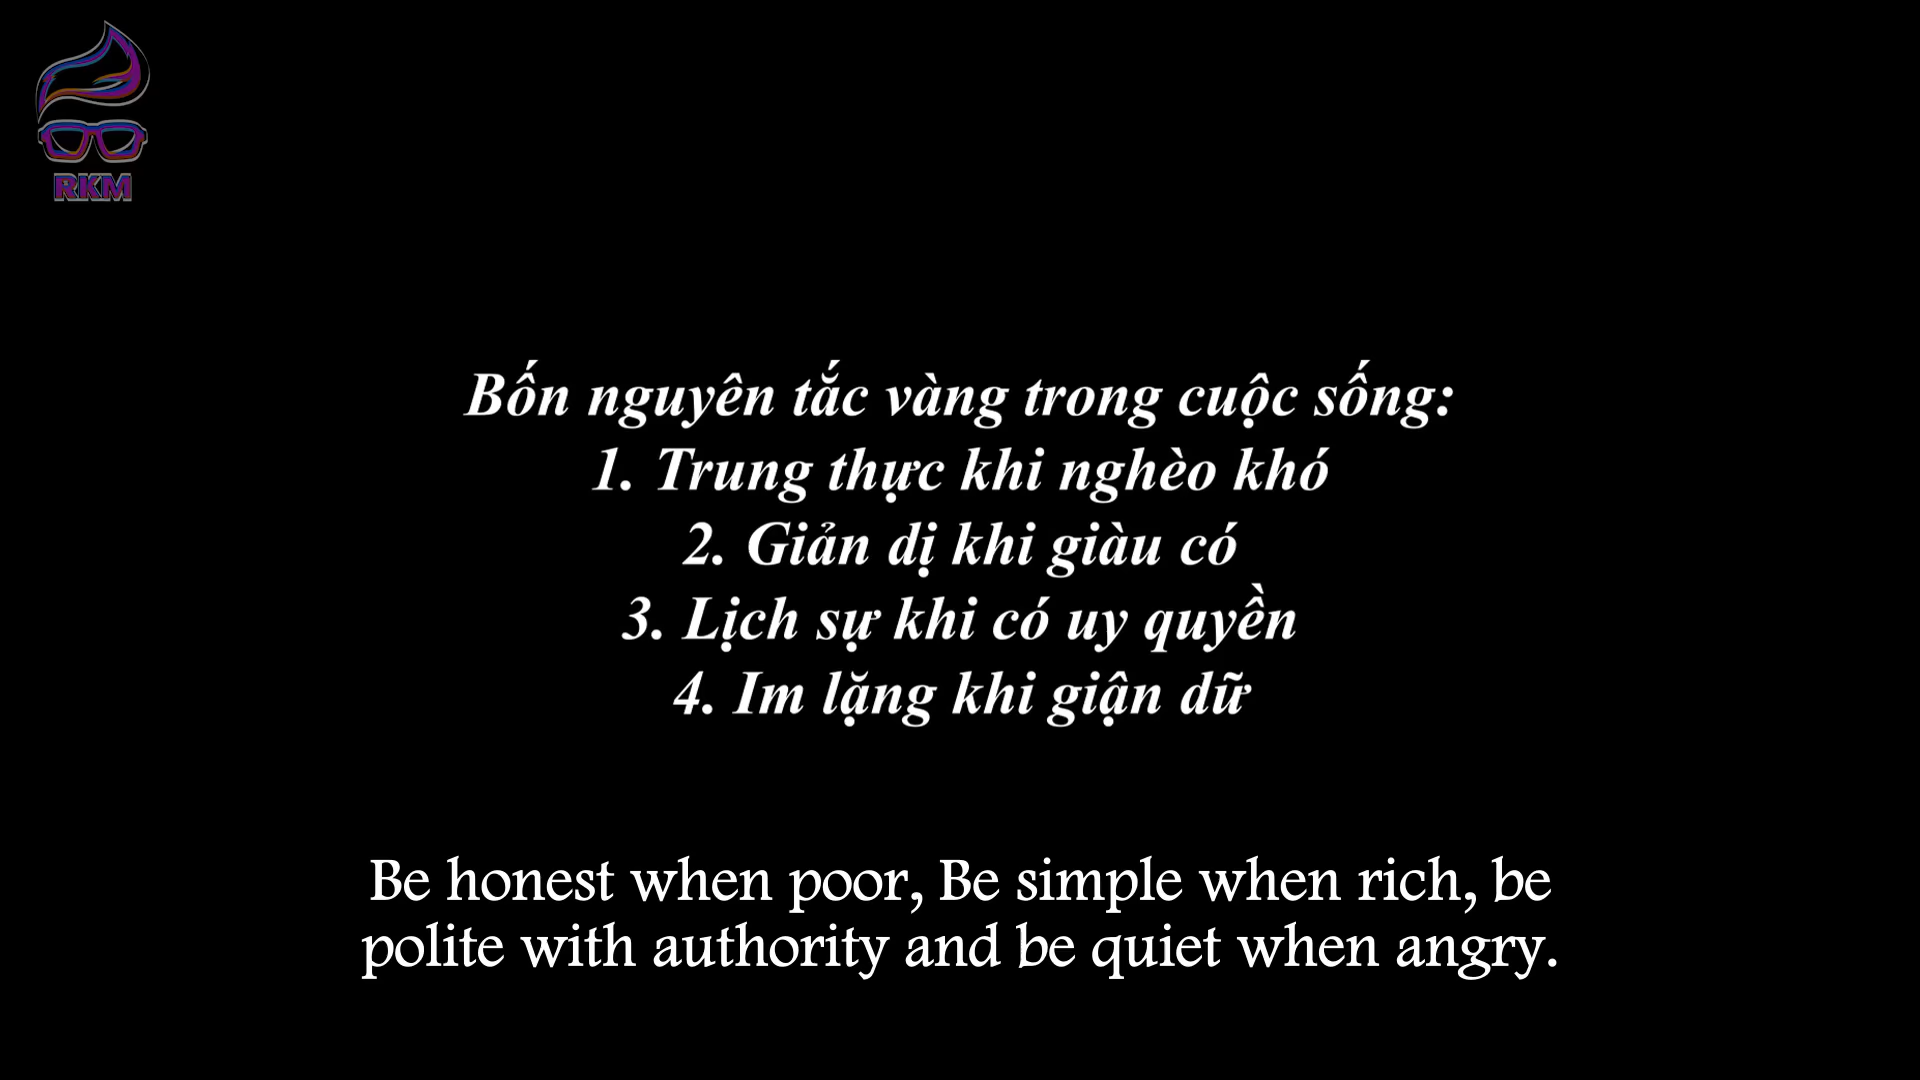 RKM
Bốn nguyên tắc vàng trong cuộc sống:
1. Trung thực khi nghèo khó
2. Giản dị khi giàu có
3. Lịch sự khi có uy quyền
4. Im lặng khi giận dữ
Be honest when poor, Be simple when rich, be
polite with authority and be quiet when angry.